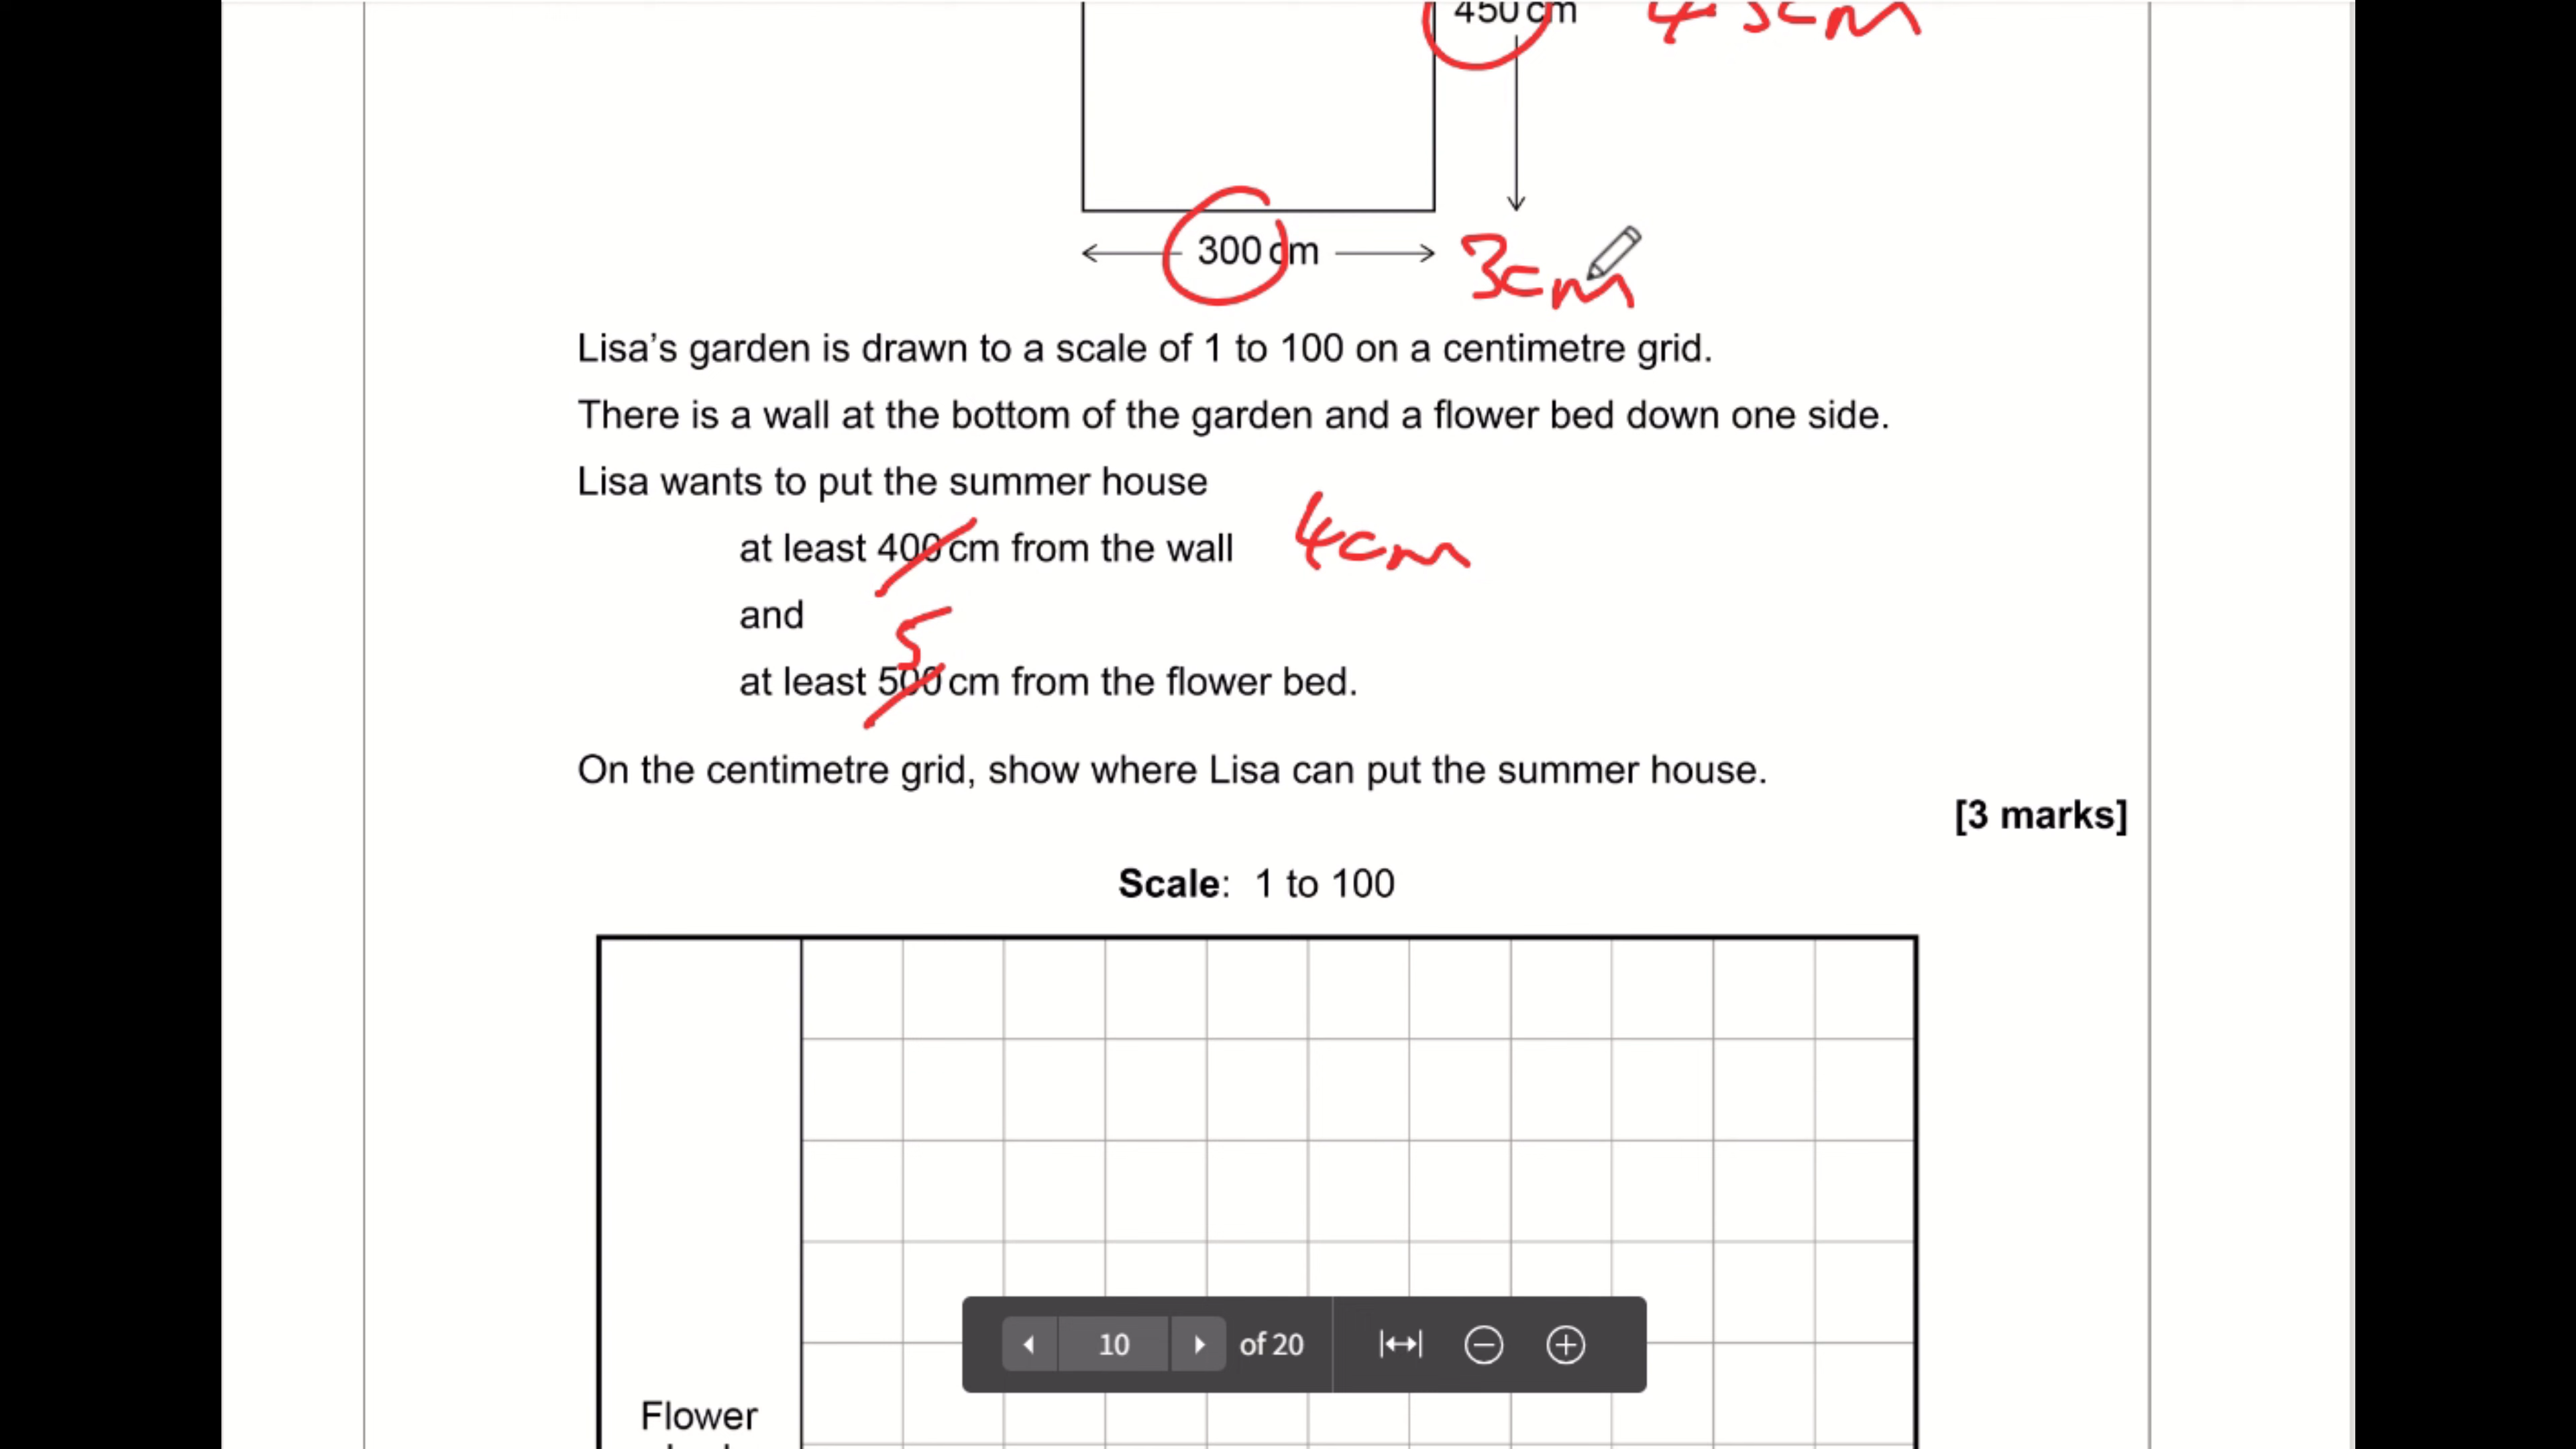 450 cm
300 cm 3cm
Lisa's garden is drawn to a scale of 1 to 100 on a centimetre grid.
There is a wall at the bottom of the garden and a flower bed down one side.
Lisa wants to put the summer house
at least 400 cm from the wall 4cm
and
5
at least 500 cm from the flower bed.
On the centimetre grid, show where Lisa can put the summer house.
[3 marks]
Scale: 1 to 100
10 of 20
Flower